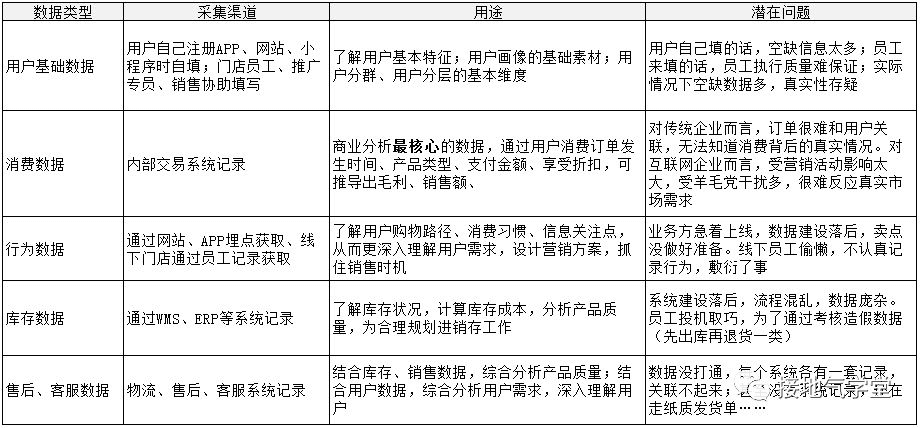 数据类型
采集渠道
用途
潜在问题
用户基础数据
用户自己注册APP、网站、小
程序时自填；门店员工、推广
专员、销售协助填写
了解用户基本特征；用户画像的基础素材；用
户分群、用户分层的基本维度
用户自己填的话，空缺信息太多；员工
来填的话，员工执行质量难保证；实际
情况下空缺数据多，真实性存疑
消费数据
内部交易系统记录
商业分析最核心的数据，通过用户消费订单发
生时间、产品类型、支付金额、享受折扣，可
推导出毛利、销售额、
对传统企业而言，订单很难和用户关
联，无法知道消费背后的真实情况。对
互联网企业而言，受营销活动影响太
大，受羊毛党干扰多，很难反应真实市
场需求
行为数据
通过网站、APP埋点获取、线
下门店通过员工记录获取
了解用户购物路径、消费习惯、信息关注点，
从而更深入理解用户需求，设计营销方案，抓
住销售时机
业务方急着上线，数据建设落后，卖点
没做好准备。线下员工偷懒，不认真记
录行为，敷衍了事
库存数据
通过WMS、ERP等系统记录
了解库存状况，计算库存成本，分析产品质
量，为合理规划进销存工作
系统建设落后，流程混乱，数据庞杂。
员工投机取巧，为了通过考核造假数据
（先出库再退货一类）
售后、客服数据
物流、售后、客服系统记录
结合库存、销售数据，综合分析产品质量；结
合用户数据，综合分析用户需求，深入理解用
户
数据没打通，每个系统各有一套记录，
关联不起来；记录，在
走纸质发货单……
接地气学堂